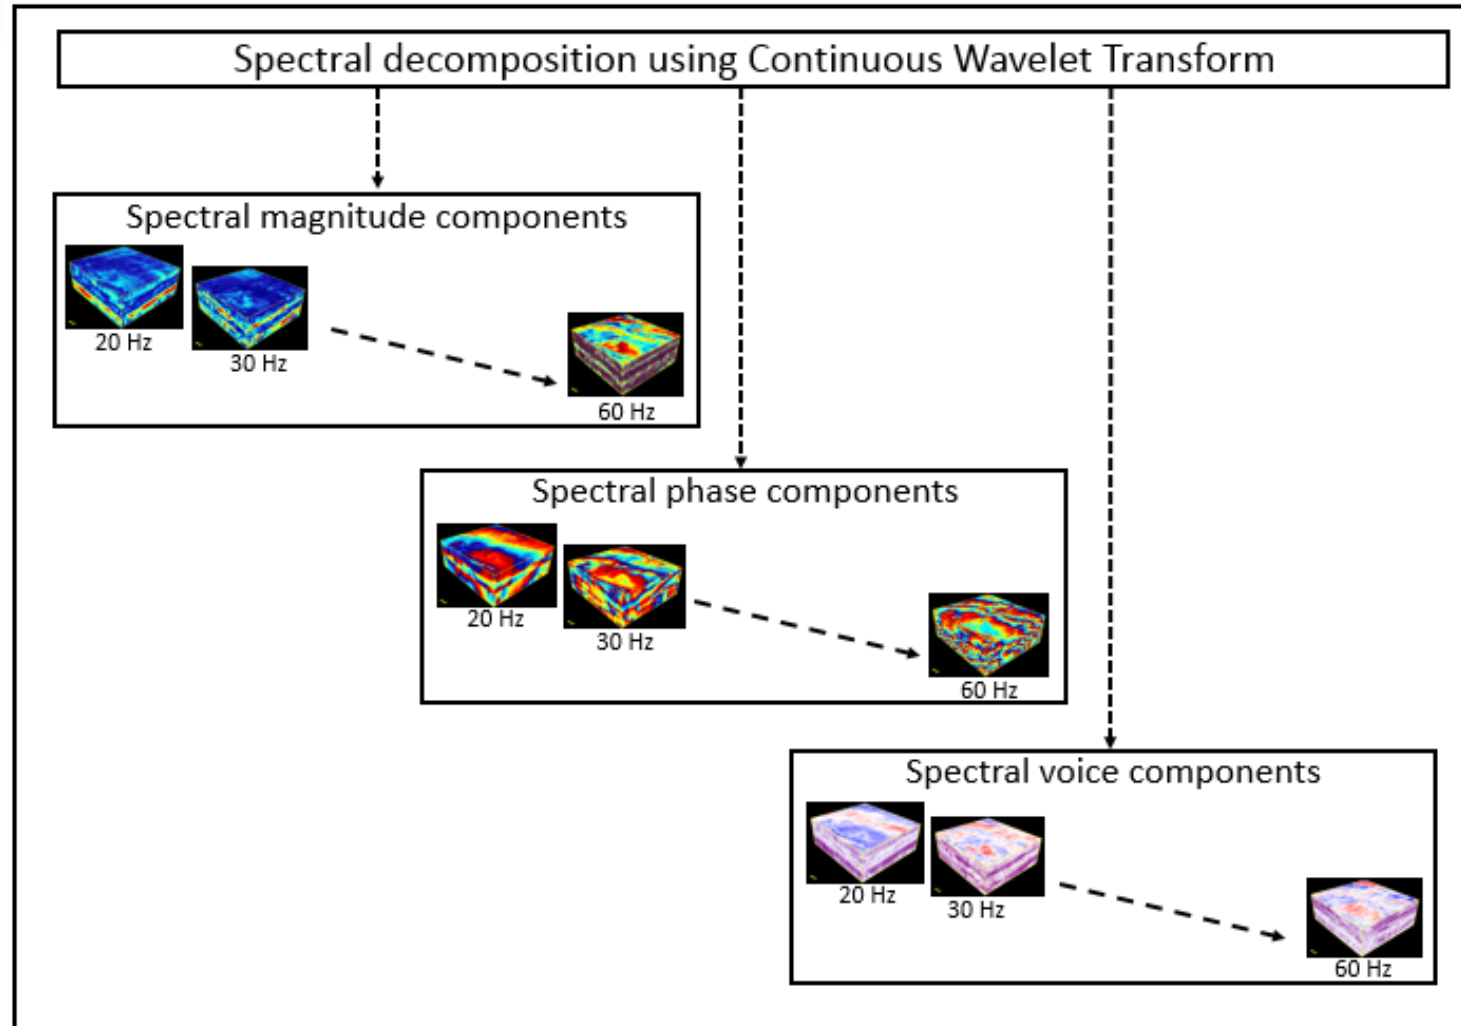 Spectral decomposition using Continuous Wavelet Transform
Spectral magnitude components
20 Hz
30 Hz
60 Hz
Spectral phase components
20 Hz
30 Hz
60 Hz
Spectral voice components
20 Hz
30 Hz
60 Hz